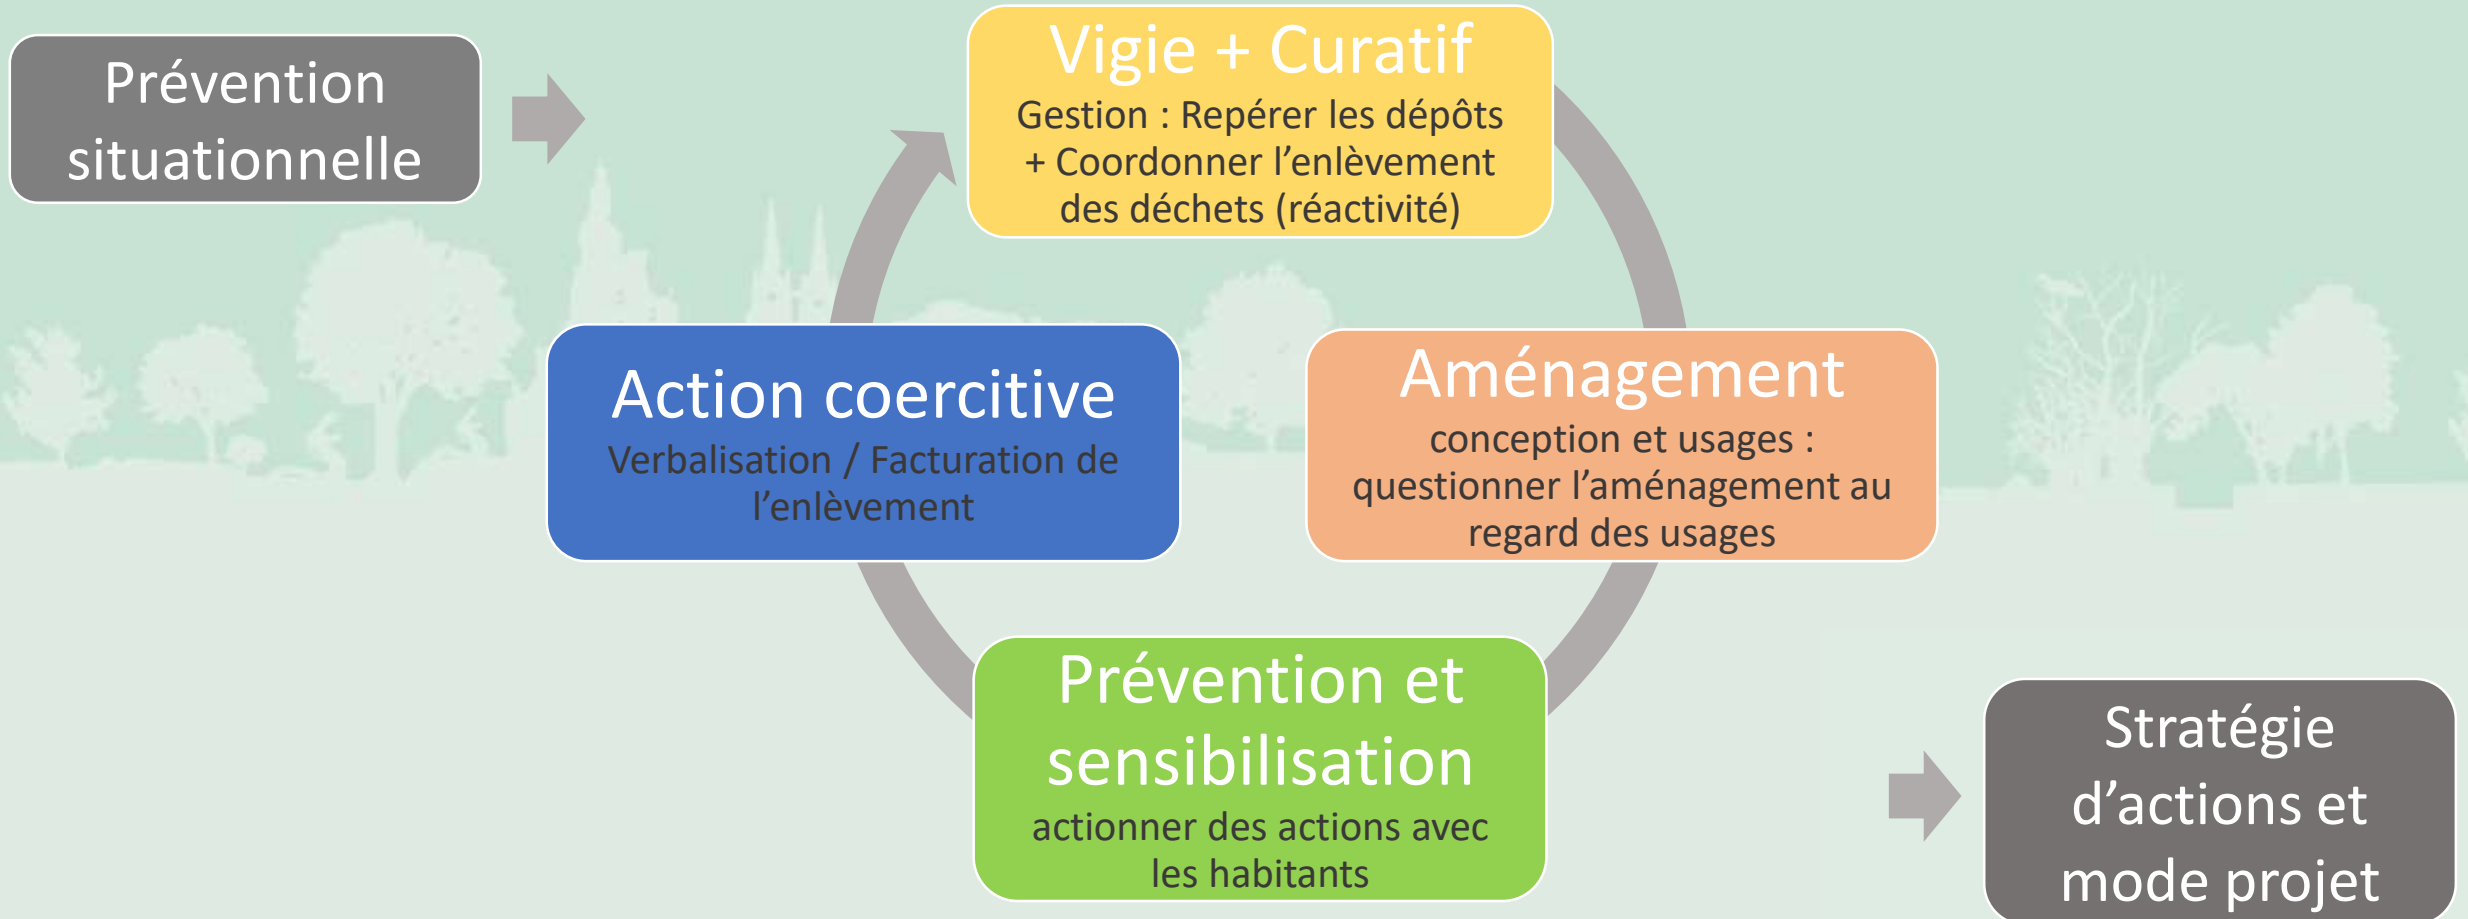 Prévention
situationnelle
Vigie + Curatif
Gestion : Repérer les dépôts
+ Coordonner l’enlèvement
des déchets (réactivité)
Action coercitive
Verbalisation / Facturation de
l’enlèvement
Aménagement
conception et usages :
questionner l’aménagement au
regard des usages
Prévention et
sensibilisation
actionner des actions avec
les habitants
Stratégie
d’actions et
mode projet